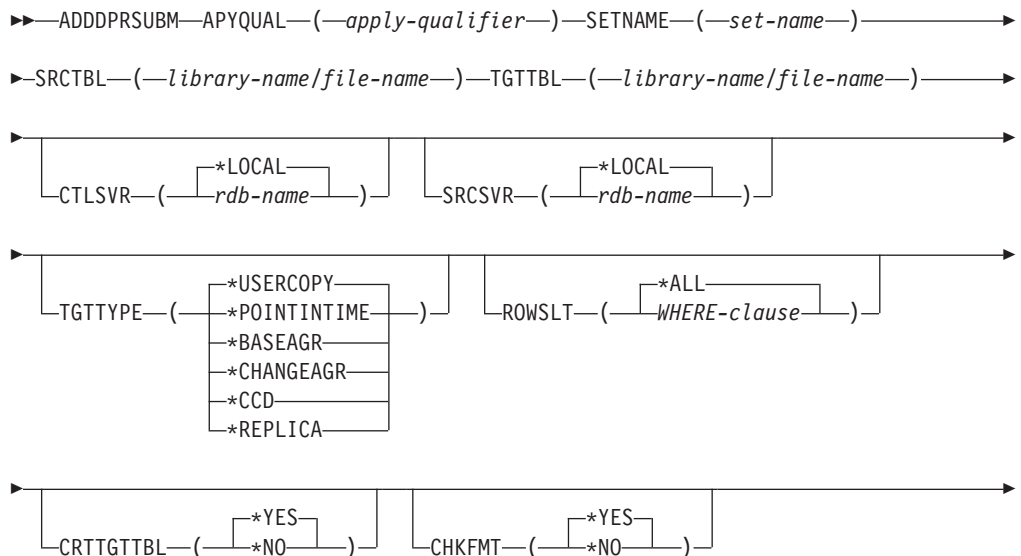 ADDDPRSUBM APYQUAL ( apply-qualifier ) SETNAME ( set-name )
SRCTBL ( library-name/file-name ) TGTTBL ( library-name/file-name )
*LOCAL *LOCAL
CTLSVR ( rdb-name ) SRCSVR ( rdb-name )
*USERCOPY *ALL
TGTTYPE ( *POINTINTIME ) ROWSLT ( WHERE-clause )
*BASEAGR
*CHANGEAGR
*CCD
*REPLICA
*YES *YES
CRTTGTTBL ( *NO ) CHKFMT ( *NO )